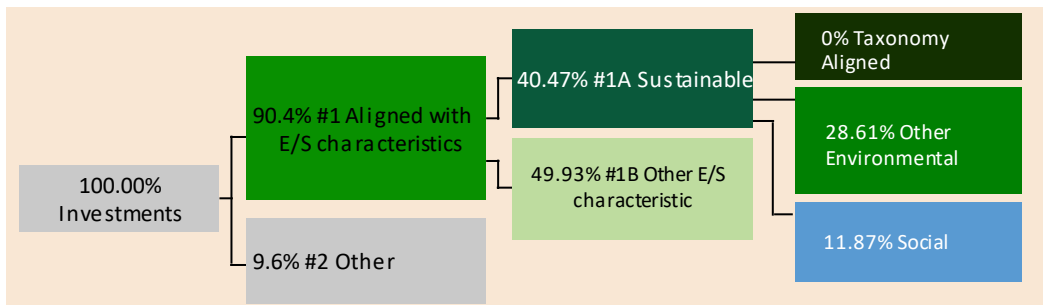 100.00%
Investments
90.4% #1 Aligned with
E/S characteristics
9.6% #2 Other
40.47% #1A Sustainable
49.93% #1B Other E/S
characteristic
0% Taxonomy
Aligned
28.61% Other
Environmental
11.87% Social